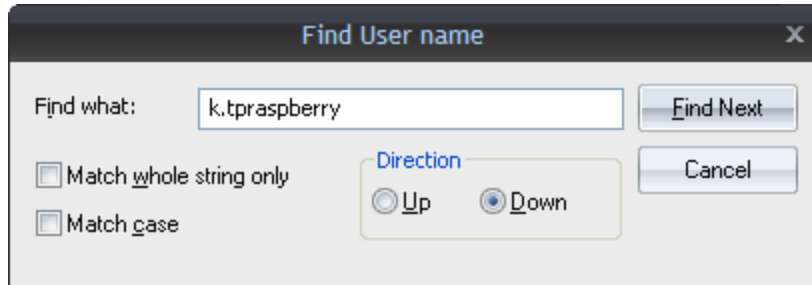 Find User name
Find what: k.tpraspberry Find Next
Match whole string only Direction Cancel
Up Down
Match case